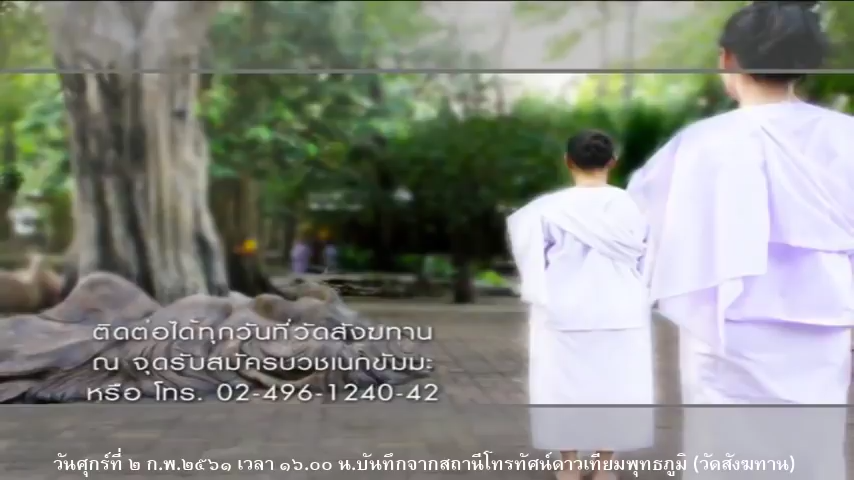 ติดต่อได้ทุกวันที่วัดสังฆทาน
ณ จุดรับสมัครบวชเนกขัมมะ
หรือ โทร. 02-496-1240-42
วันศุกร์ที่ ๒ ก.พ.๒๕๖๑ เวลา ๑๖.๐๐ น.บันทึกจากสถานีโทรทัศน์ดาวเทียมพุทธภูมิ (วัดสังฆทาน)